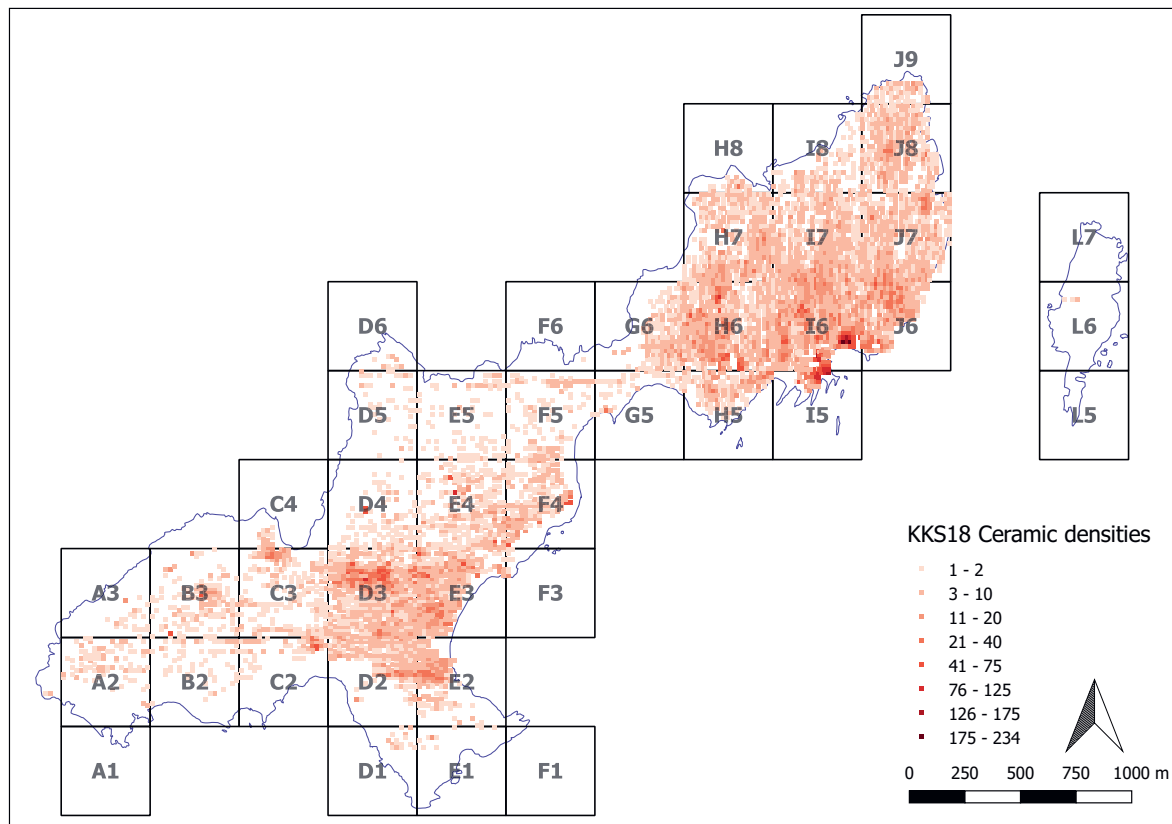 J9
H8 I8 J8
H7 I7 J7 L7
D6 F6 G6 H6 I6 J6 L6
D5 E5 F5 G5 H5 I5 L5
C4 D4 E4 F4
A3 B3 C3 D3 E3 F3
A2 B2 C2 D2 E2
A1 D1 E1 F1
KKS18 Ceramic densities
1 - 2
3 - 10
11 - 20
21 - 40
41 - 75
76 - 125
126 - 175
175 - 234
0 250 500 750 1000 m